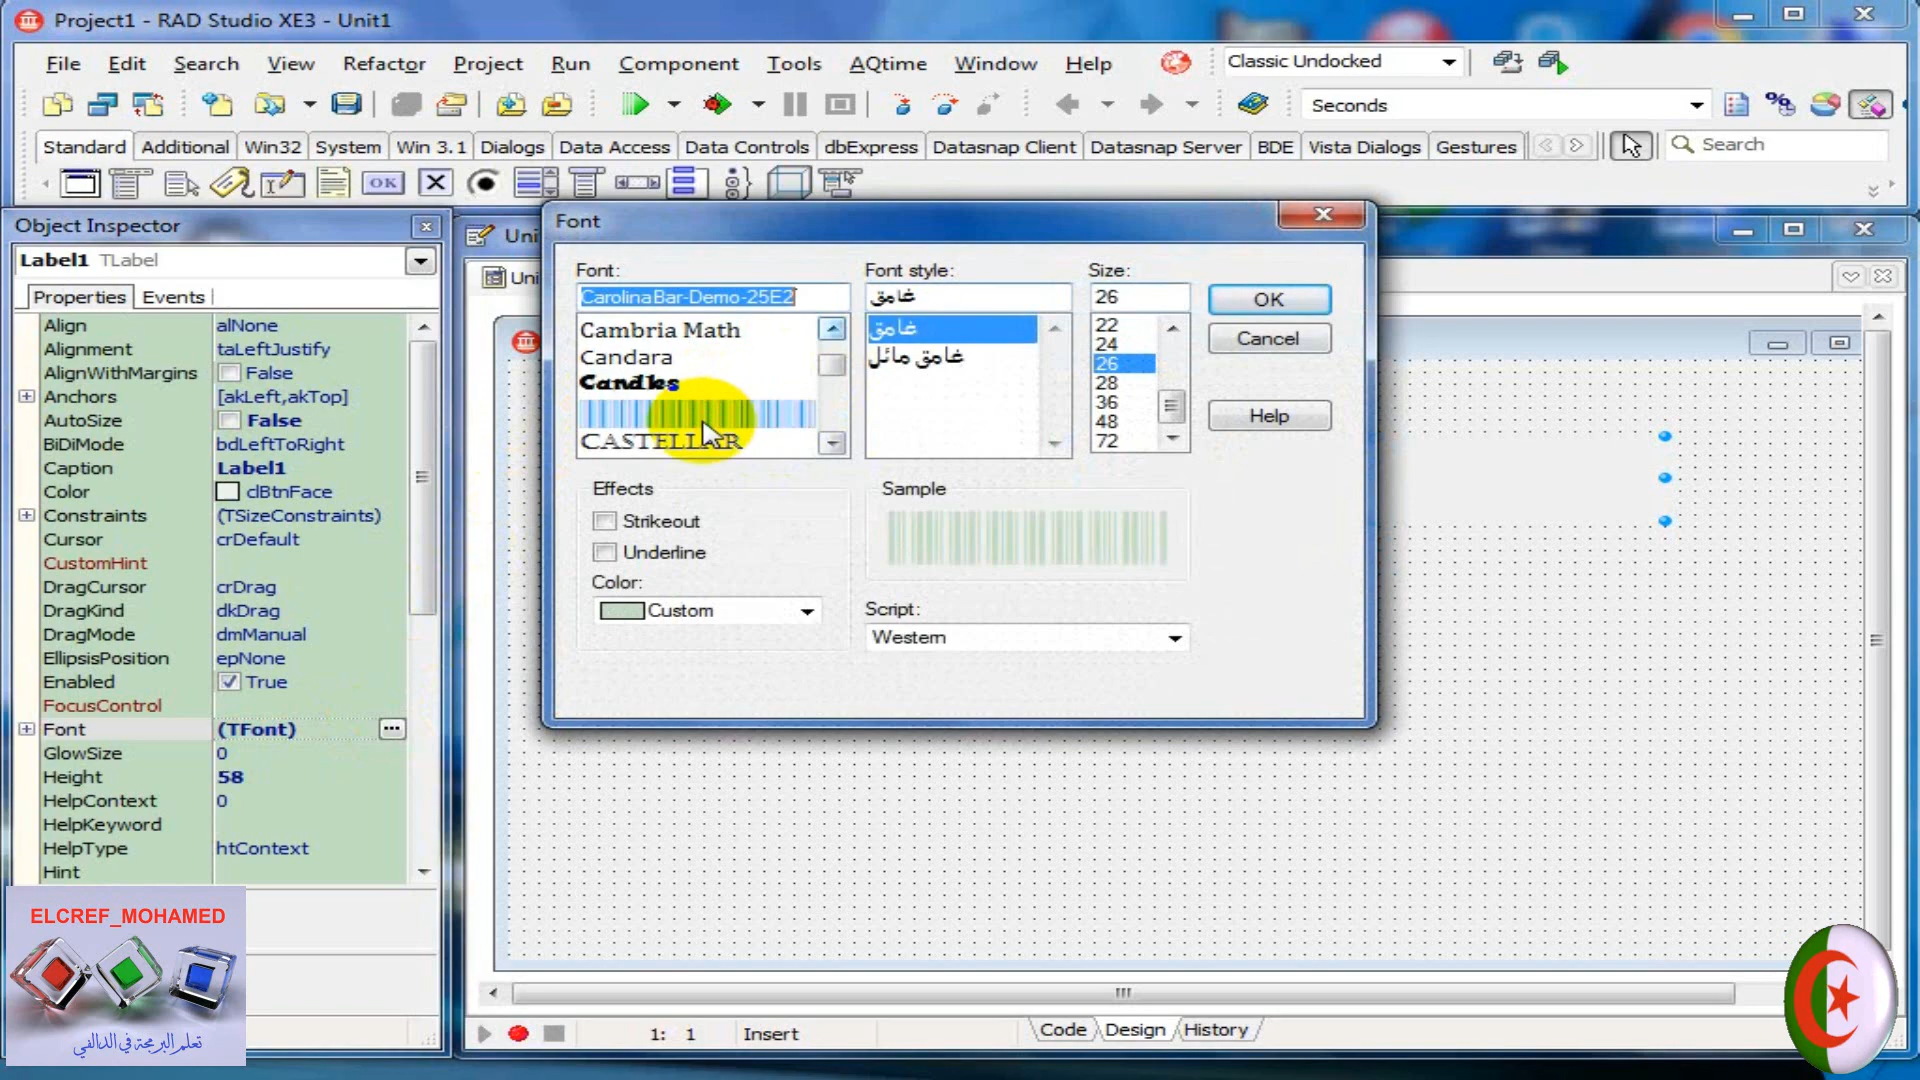 Project1 - RAD Studio XE3 - Unit1
File Edit Search View Refactor Project Run Component Tools AQtime Window Help
Classic Undocked
Seconds
Standard Additional Win32 System Win 3.1 Dialogs Data Access Data Controls dbExpress Datasnap Client Datasnap Server BDE Vista Dialogs Gestures
Search
OK
Object Inspector
Label1 TLabel
Properties Events
Align alNone
Alignment taLeftJustify
AlignWithMargins False
Anchors [akLeft,akTop]
AutoSize False
BiDiMode bdLeftToRight
Caption Label1
Color clBtnFace
Constraints (TSizeConstraints)
Cursor crDefault
CustomHint
DragCursor crDrag
DragKind dkDrag
DragMode dmManual
EllipsisPosition epNone
Enabled True
FocusControl
Font (TFont)
GlowSize 0
Height 58
HelpContext 0
HelpKeyword
HelpType htContext
Hint
Font
Font:
CarolinaBar-Demo-25E2
Cambria Math
Candara
Candles
CASTELLAR
Font style:
غامق
غامق
غامق مائل
Size:
26
22
24
26
28
36
48
72
OK
Cancel
Help
Effects
Strikeout
Underline
Color:
Custom
Sample
Script:
Western
1: 1 Insert
Code Design History
ELCREF_MOHAMED
تعلم البرمجة في الدالفي